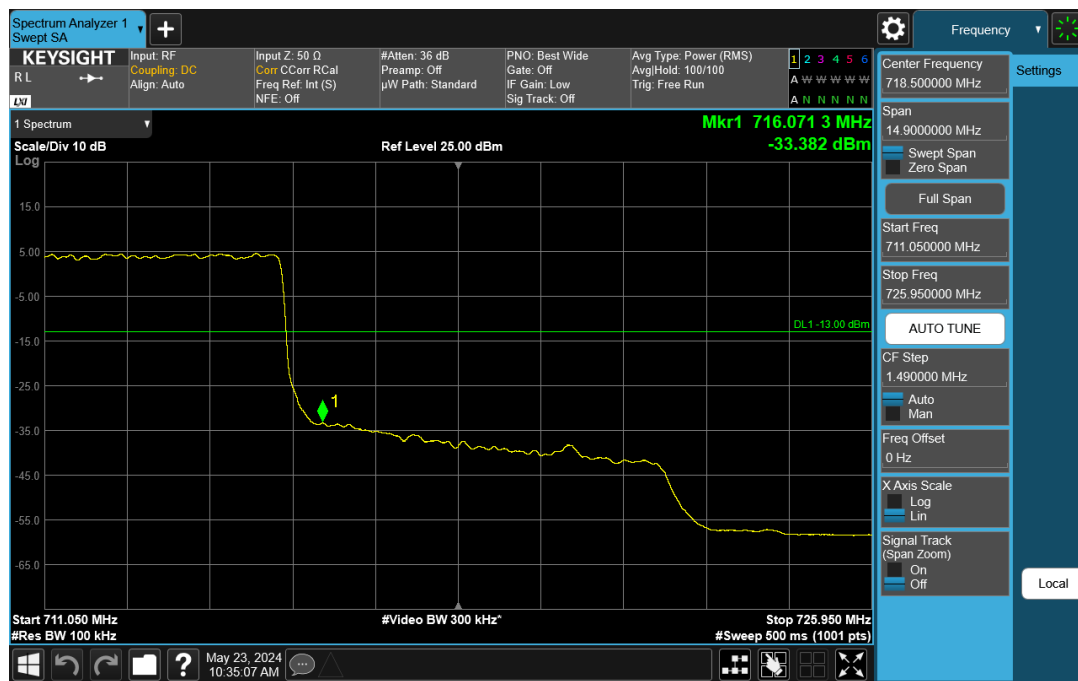 Spectrum Analyzer 1
Swept SA
+
Frequency
KEYSIGHT
R L
LXI
Input: RF
Coupling: DC
Align: Auto
Input Z: 50 Ω
Corr CCorr RCal
Freq Ref: Int (S)
NFE: Off
#Atten: 36 dB
Preamp: Off
µW Path: Standard
PNO: Best Wide
Gate: Off
IF Gain: Low
Sig Track: Off
Avg Type: Power (RMS)
Avg|Hold: 100/100
Trig: Free Run
1 2 3 4 5 6
A W W W W W
A N N N N N
1 Spectrum
Scale/Div 10 dB
Log
Ref Level 25.00 dBm
Mkr1 716.071 3 MHz
-33.382 dBm
15.0
5.00
-5.00
-15.0
-25.0
-35.0
-45.0
-55.0
-65.0
DL1 -13.00 dBm
1
Start 711.050 MHz
#Res BW 100 kHz
#Video BW 300 kHz*
Stop 725.950 MHz
#Sweep 500 ms (1001 pts)
Center Frequency
718.500000 MHz
Span
14.9000000 MHz
Swept Span
Zero Span
Full Span
Start Freq
711.050000 MHz
Stop Freq
725.950000 MHz
AUTO TUNE
CF Step
1.490000 MHz
Auto
Man
Freq Offset
0 Hz
X Axis Scale
Log
Lin
Signal Track
(Span Zoom)
On
Off
Settings
Local
?
May 23, 2024
10:35:07 AM